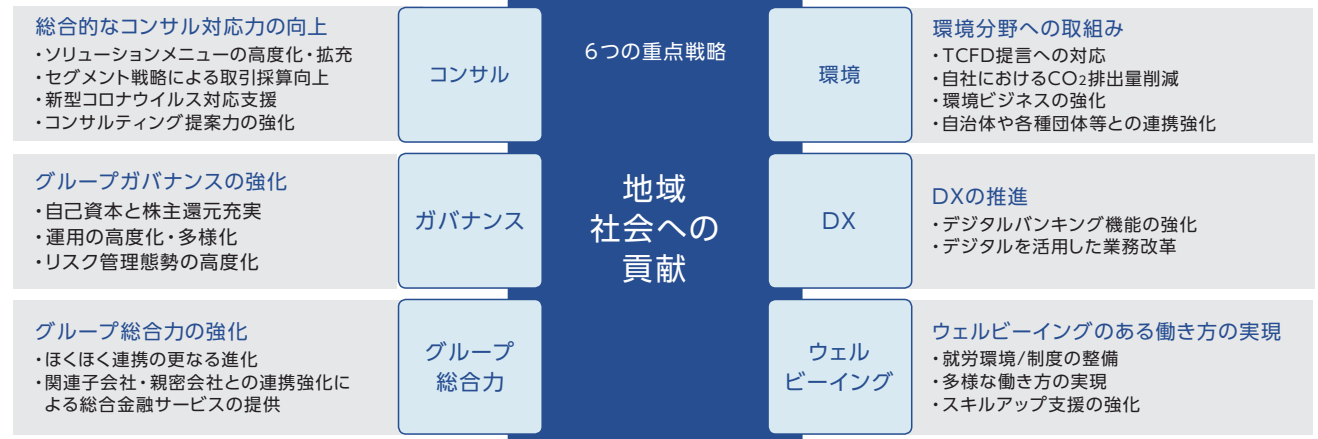 総合的なコンサル対応力の向上
・ソリューションメニューの高度化・拡充
・セグメント戦略による取引採算向上
・新型コロナウイルス対応支援
・コンサルティング提案力の強化
コンサル
グループガバナンスの強化
・自己資本と株主還元充実
・運用の高度化・多様化
・リスク管理態勢の高度化
ガバナンス
グループ総合力の強化
・ほくほく連携の更なる進化
・関連子会社・親密会社との連携強化に
よる総合金融サービスの提供
グループ
総合力
6つの重点戦略
地域
社会への
貢献
環境
環境分野への取組み
・TCFD提言への対応
・自社におけるCO₂排出量削減
・環境ビジネスの強化
・自治体や各種団体等との連携強化
DX
DXの推進
・デジタルバンキング機能の強化
・デジタルを活用した業務改革
ウェル
ビーイング
ウェルビーイングのある働き方の実現
・就労環境/制度の整備
・多様な働き方の実現
・スキルアップ支援の強化